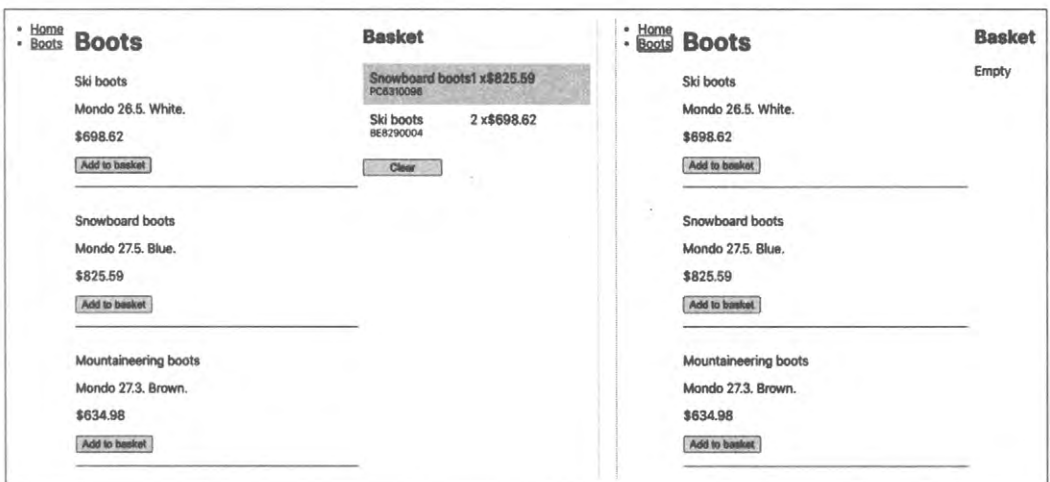 • Home
• Boots
Boots
Ski boots
Mondo 26.5. White.
$698.62
Add to basket
Snowboard boots
Mondo 27.5. Blue.
$825.59
Add to basket
Mountaineering boots
Mondo 27.3. Brown.
$634.98
Add to basket
Basket
Snowboard boots1 x$825.59
PC6310098
Ski boots 2 x$698.62
BE8290004
Clear
• Home
• Boots
Boots
Ski boots
Mondo 26.5. White.
$698.62
Add to basket
Snowboard boots
Mondo 27.5. Blue.
$825.59
Add to basket
Mountaineering boots
Mondo 27.3. Brown.
$634.98
Add to basket
Basket
Empty